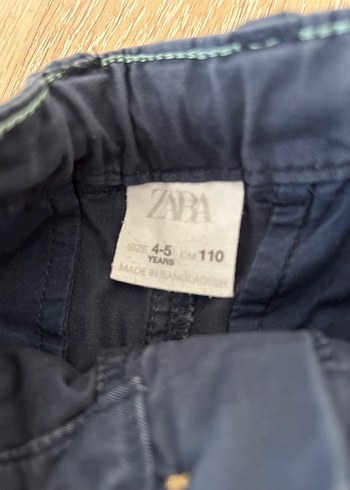 ZARA
SIZE 4-5 CM 110
YEARS
MADE IN BANGLADESH